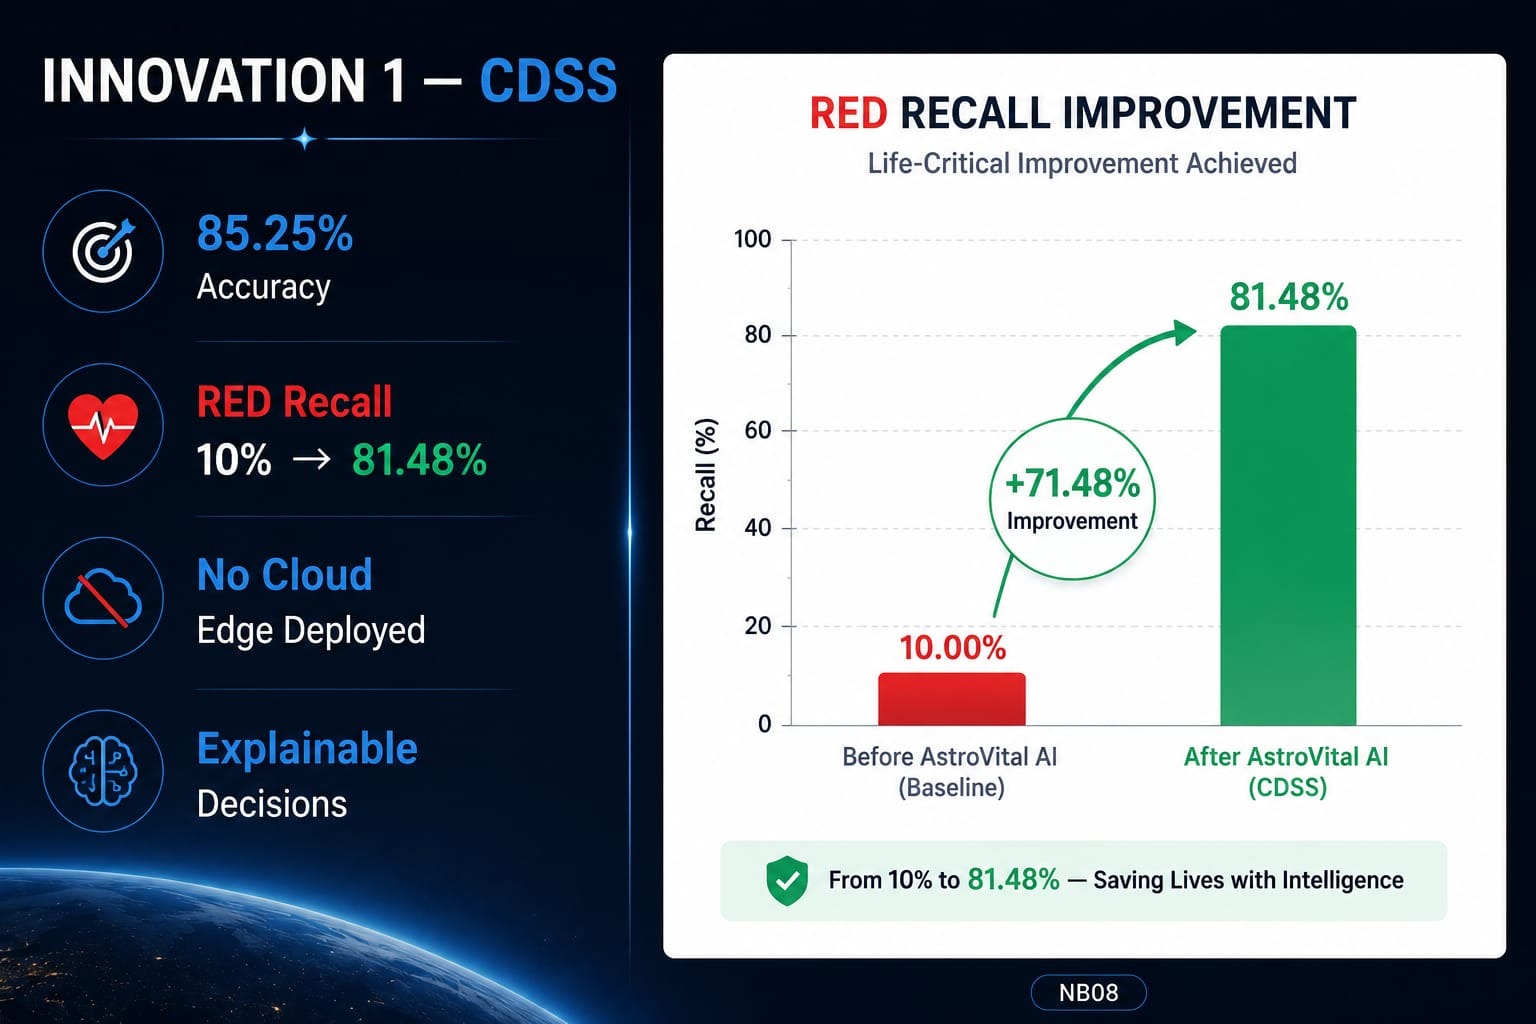 INNOVATION 1 — CDSS
85.25%
Accuracy
RED Recall
10% → 81.48%
No Cloud
Edge Deployed
Explainable
Decisions
RED RECALL IMPROVEMENT
Life-Critical Improvement Achieved
Recall (%)
100
80
60
40
20
0
81.48%
+71.48%
Improvement
10.00%
Before AstroVital AI
(Baseline)
After AstroVital AI
(CDSS)
From 10% to 81.48% — Saving Lives with Intelligence
NB08